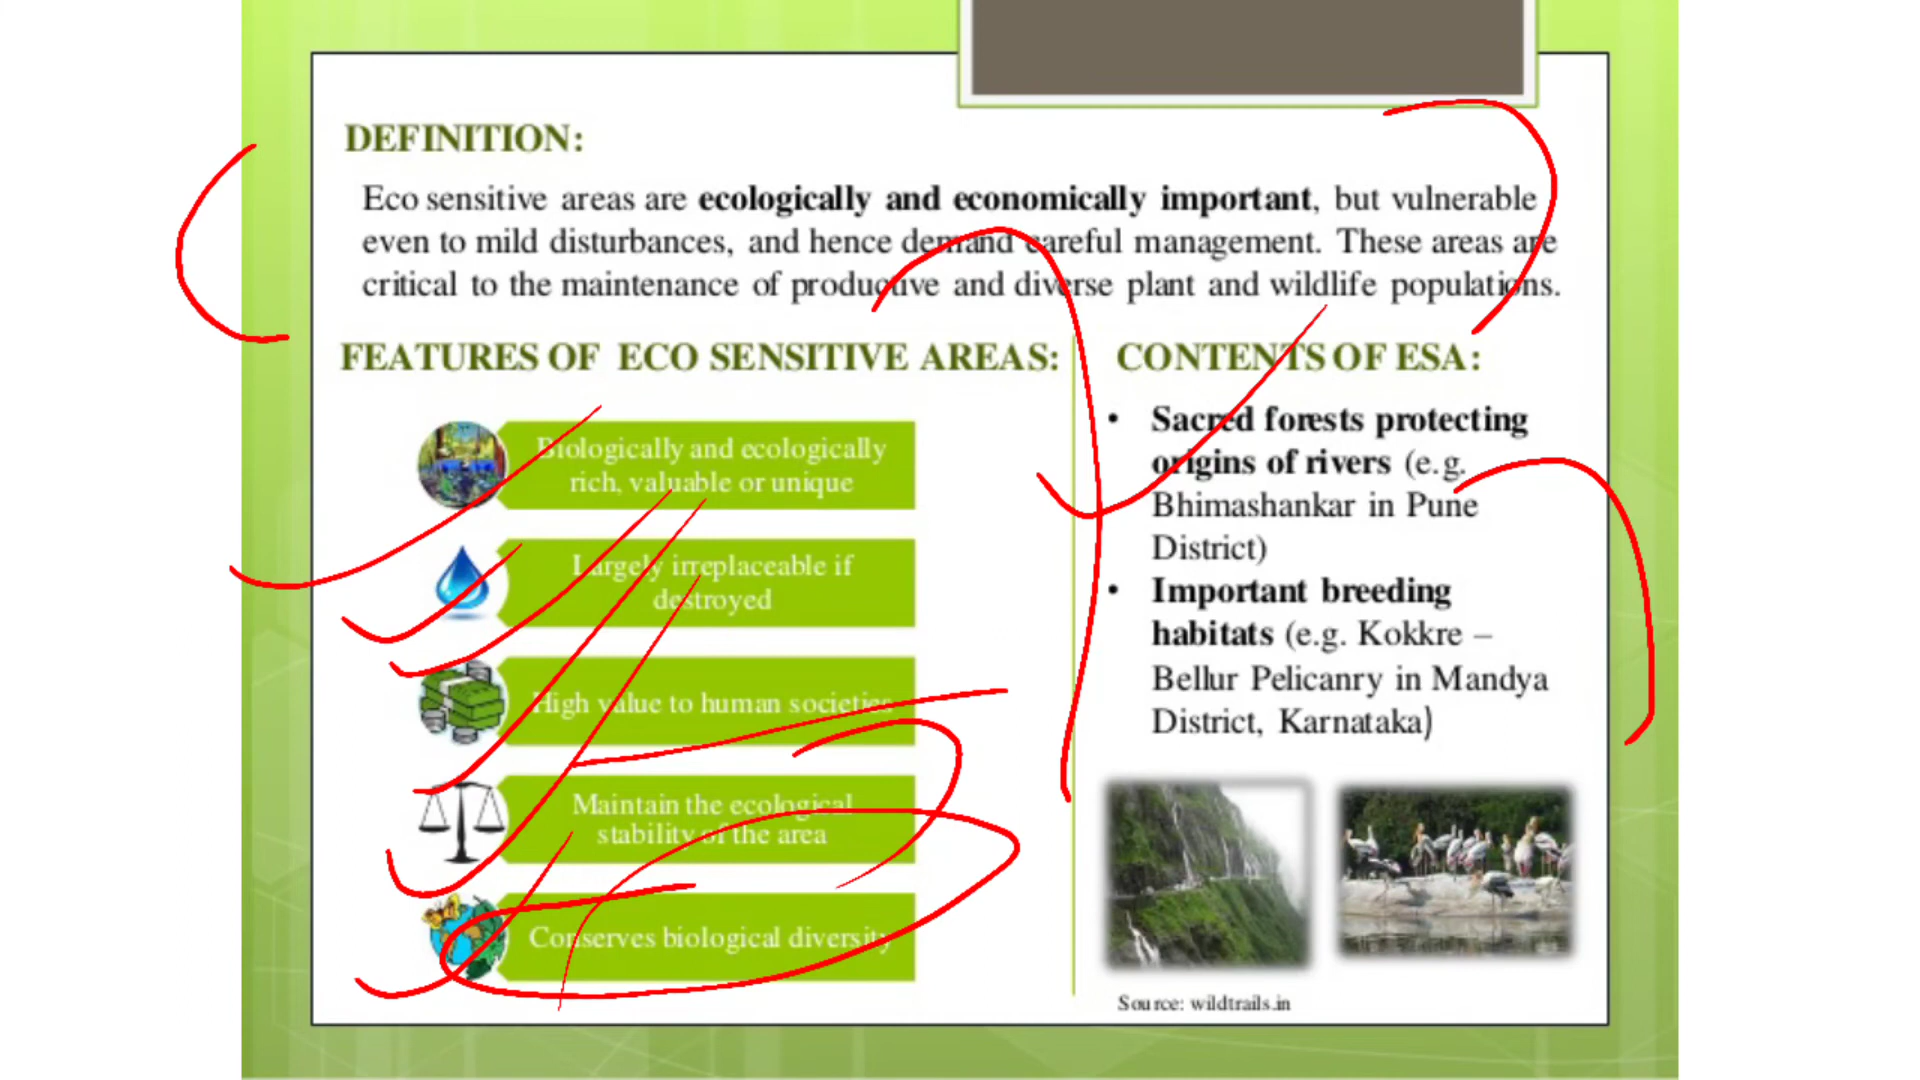 DEFINITION:
Eco sensitive areas are ecologically and economically important, but vulnerable
even to mild disturbances, and hence demand careful management. These areas are
critical to the maintenance of productive and diverse plant and wildlife populations.
FEATURES OF ECO SENSITIVE AREAS:
Biologically and ecologically
rich, valuable or unique
Largely irreplaceable if
destroyed
High value to human societies
Maintain the ecological
stability of the area
Conserves biological diversity
CONTENTS OF ESA:
• Sacred forests protecting
origins of rivers (e.g.
Bhimashankar in Pune
District)
• Important breeding
habitats (e.g. Kokkre –
Bellur Pelicanry in Mandya
District, Karnataka)
Source: wildtrails.in